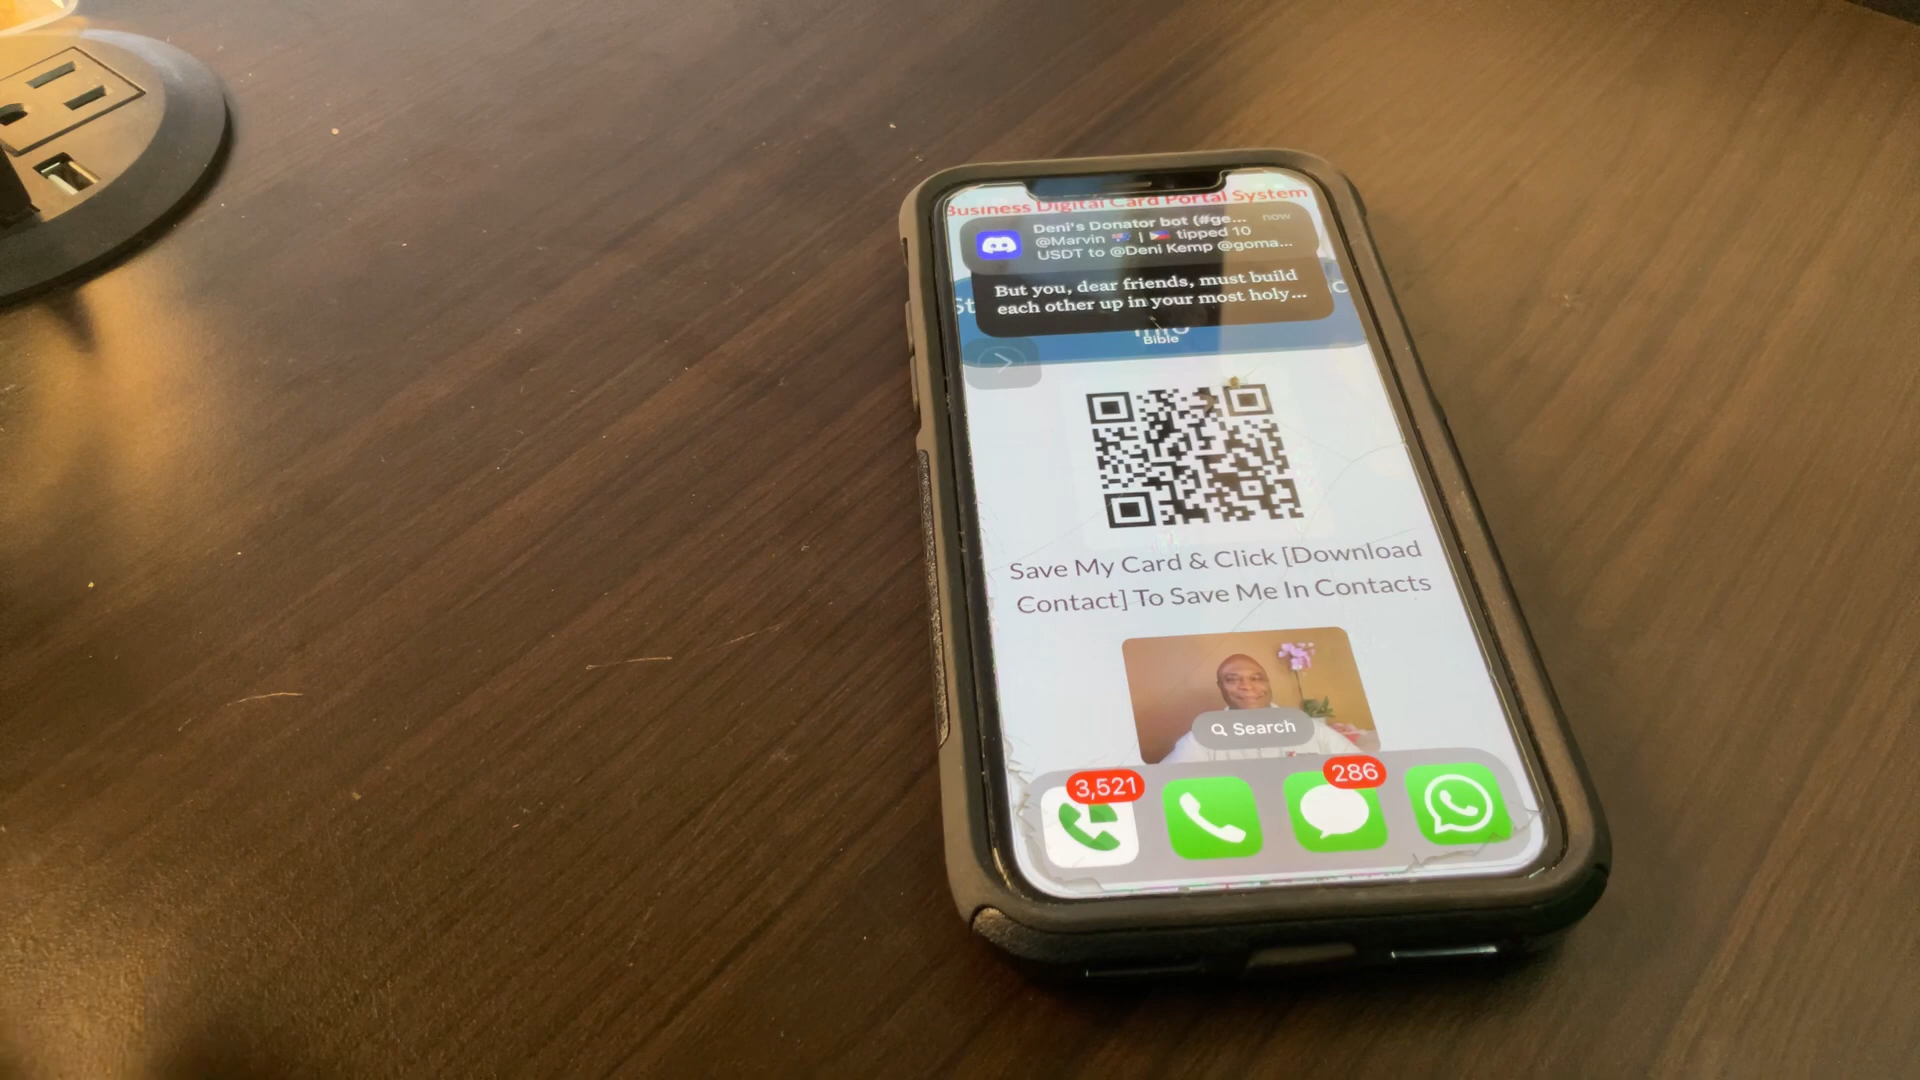 Business Digital Card Portal System
Deni's Donator bot (#ge... now
@Marvin 🇦🇺 | 🇵🇭 tipped 10
USDT to @Deni Kemp @goma...
But you, dear friends, must build
each other up in your most holy...
St
Info
Bible
Save My Card & Click [Download
Contact] To Save Me In Contacts
Search
3,521
286